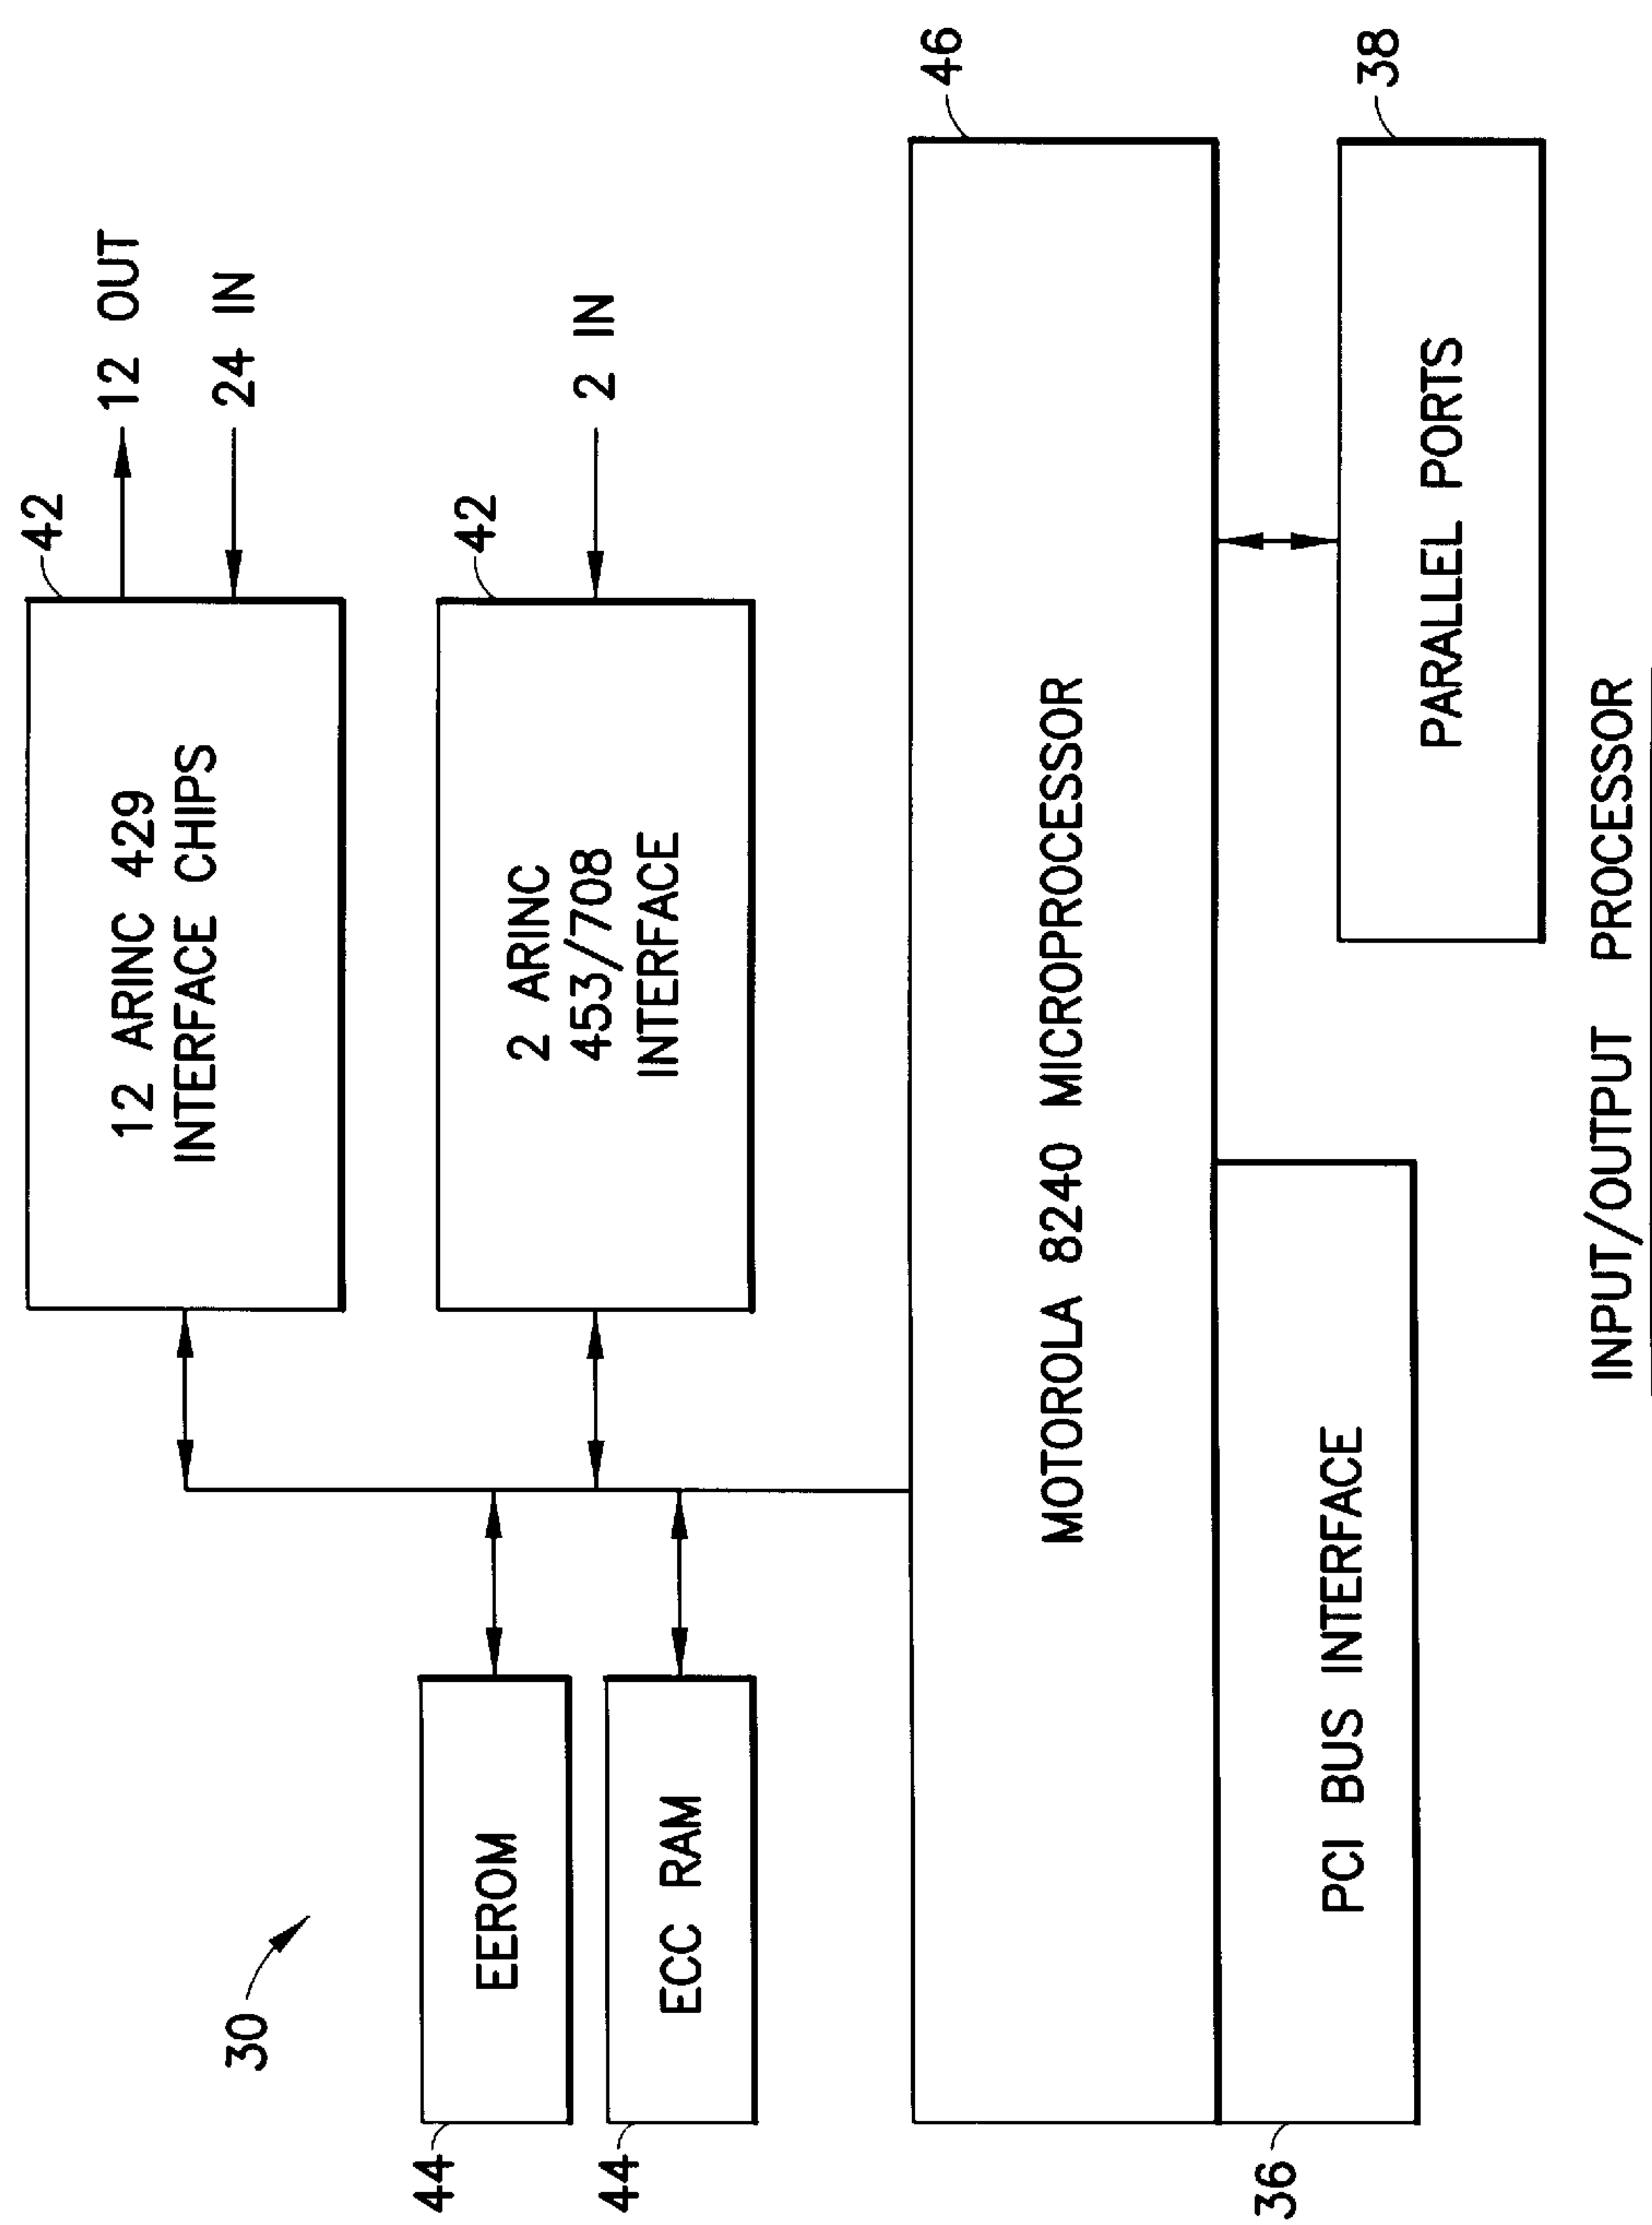 30
12 ARINC 429
INTERFACE CHIPS
42
12 OUT
24 IN
44
EEROM
2 ARINC
453/708
INTERFACE
42
2 IN
44
ECC RAM
MOTOROLA 8240 MICROPROCESSOR
46
36
PCI BUS INTERFACE
PARALLEL PORTS
38
INPUT/OUTPUT PROCESSOR